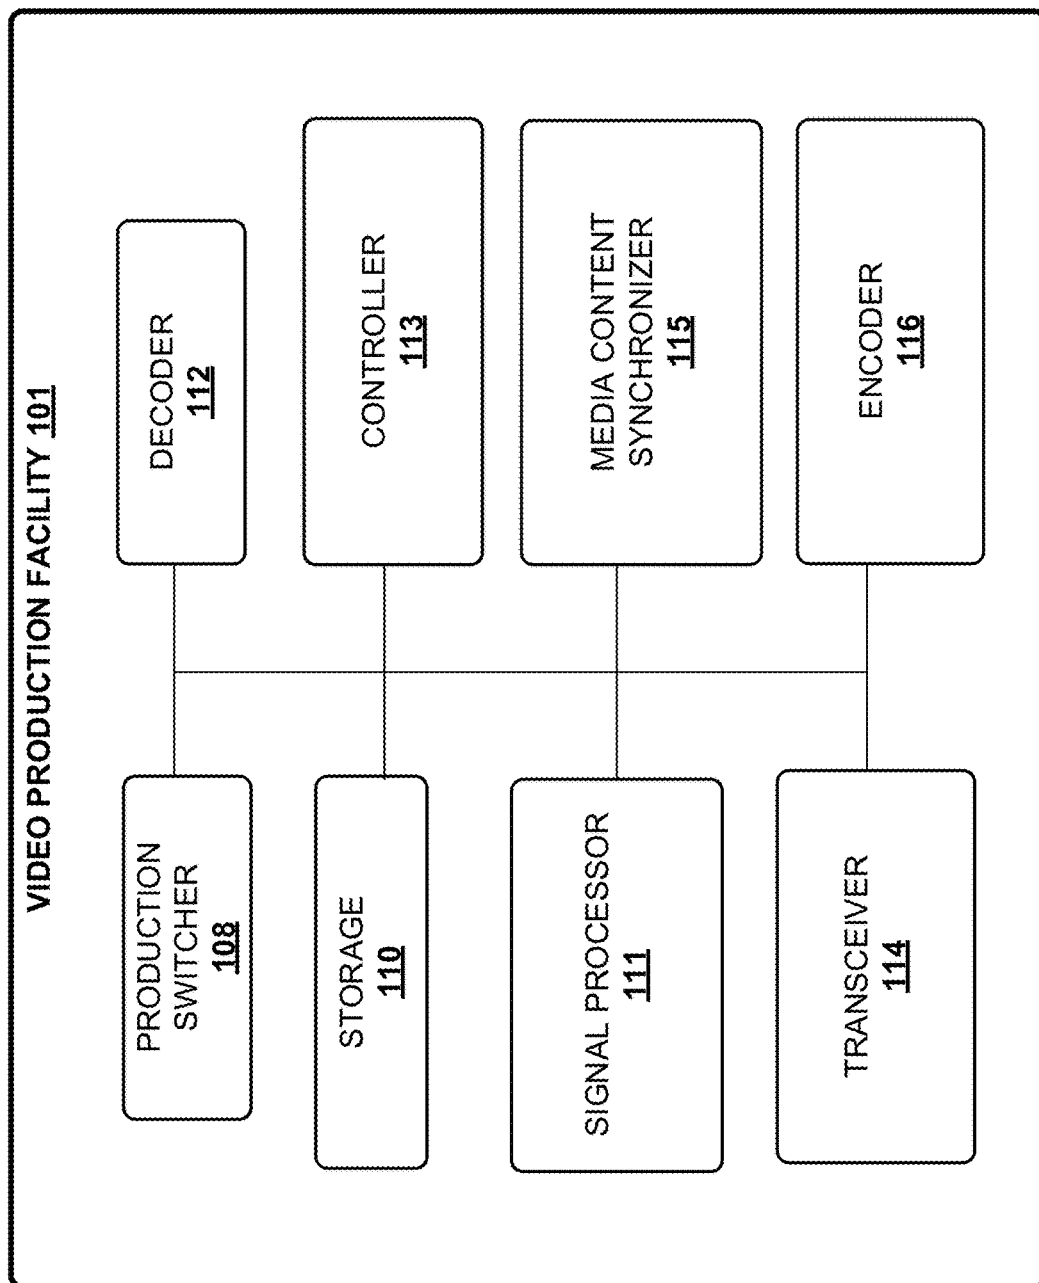 VIDEO PRODUCTION FACILITY 101
PRODUCTION
SWITCHER
108
DECODER
112
STORAGE
110
CONTROLLER
113
SIGNAL PROCESSOR
111
MEDIA CONTENT
SYNCHRONIZER
115
TRANSCEIVER
114
ENCODER
116